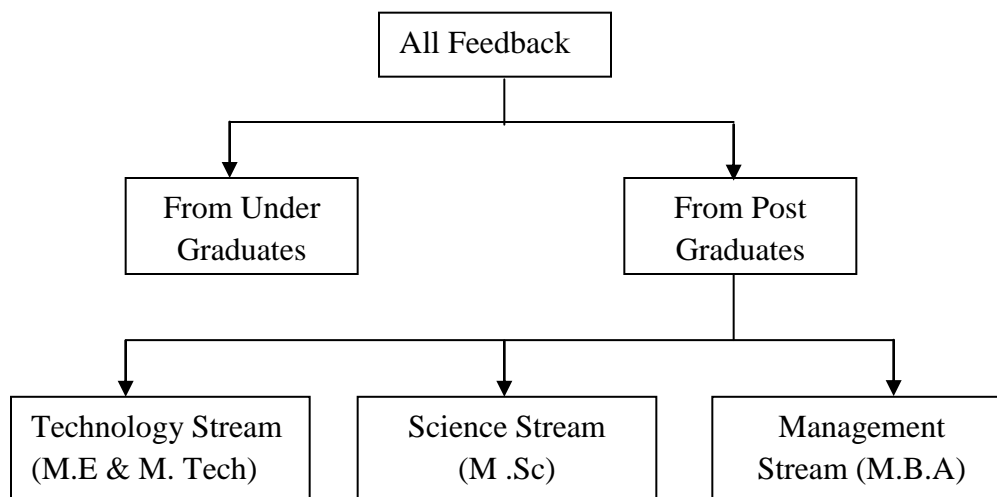 All Feedback
From Under
Graduates
From Post
Graduates
Technology Stream
(M.E & M. Tech)
Science Stream
(M .Sc)
Management
Stream (M.B.A)